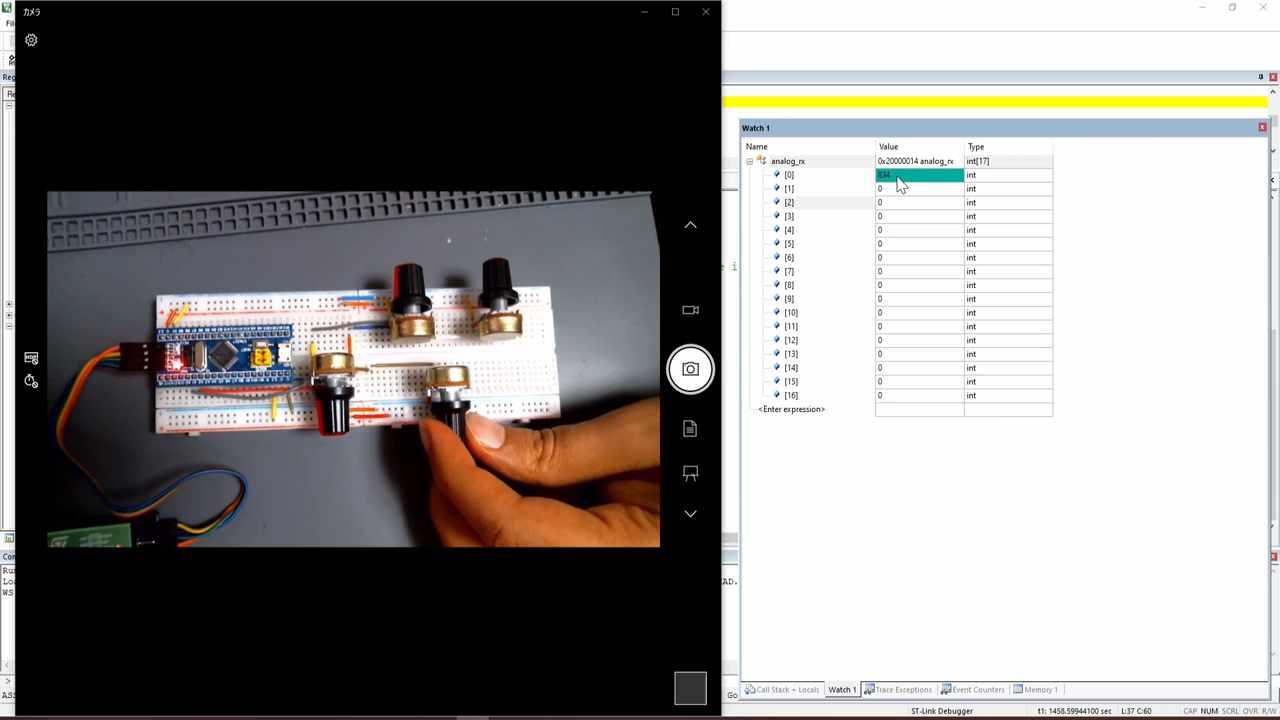 カメラ
Watch 1
Name Value Type
analog_rx 0x20000014 analog_rx int[17]
[0] 834 int
[1] 0 int
[2] 0 int
[3] 0 int
[4] 0 int
[5] 0 int
[6] 0 int
[7] 0 int
[8] 0 int
[9] 0 int
[10] 0 int
[11] 0 int
[12] 0 int
[13] 0 int
[14] 0 int
[15] 0 int
[16] 0 int
<Enter expression>
Call Stack + Locals Watch 1 Trace Exceptions Event Counters Memory 1
ST-Link Debugger t1: 1458.59944100 sec L:37 C:60 CAP NUM SCRL OVR R/W